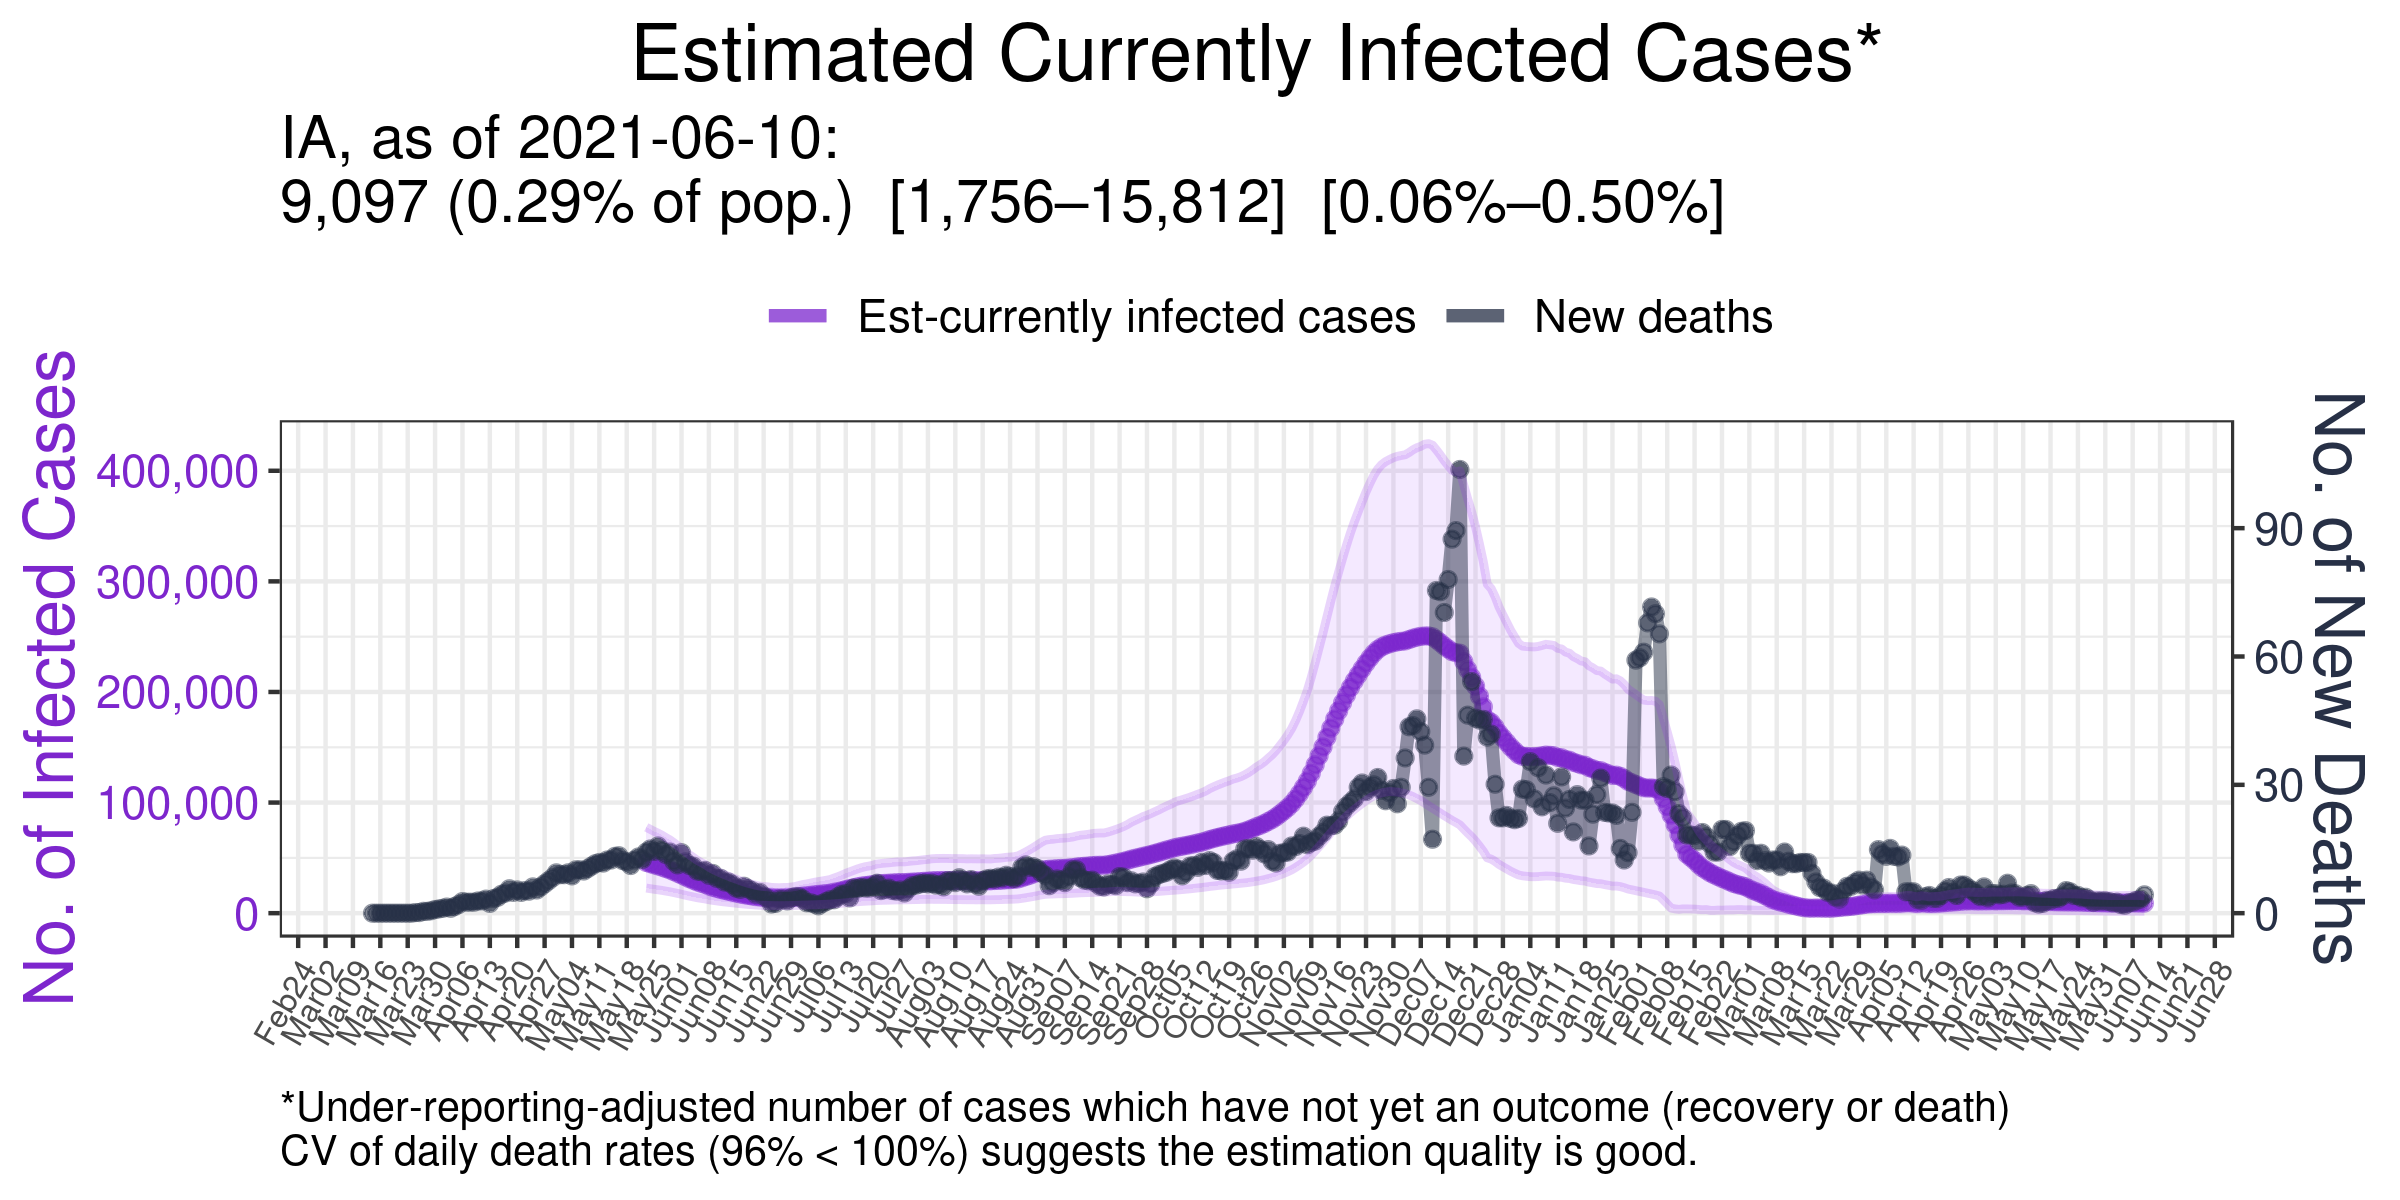 Estimated Currently Infected Cases*
IA, as of 2021-06-10:
9,097 (0.29% of pop.) [1,756–15,812] [0.06%–0.50%]
Est-currently infected cases
New deaths
No. of Infected Cases
400,000
300,000
200,000
100,000
0
No. of New Deaths
90
60
30
0
Feb24
Mar02
Mar09
Mar16
Mar23
Mar30
Apr06
Apr13
Apr20
Apr27
May04
May11
May18
May25
Jun01
Jun08
Jun15
Jun22
Jun29
Jul06
Jul13
Jul20
Jul27
Aug03
Aug10
Aug17
Aug24
Aug31
Sep07
Sep14
Sep21
Sep28
Oct05
Oct12
Oct19
Oct26
Nov02
Nov09
Nov16
Nov23
Nov30
Dec07
Dec14
Dec21
Dec28
Jan04
Jan11
Jan18
Jan25
Feb01
Feb08
Feb15
Feb22
Mar01
Mar08
Mar15
Mar22
Mar29
Apr05
Apr12
Apr19
Apr26
May03
May10
May17
May24
May31
Jun07
Jun14
Jun21
Jun28
*Under-reporting-adjusted number of cases which have not yet an outcome (recovery or death)
CV of daily death rates (96% < 100%) suggests the estimation quality is good.